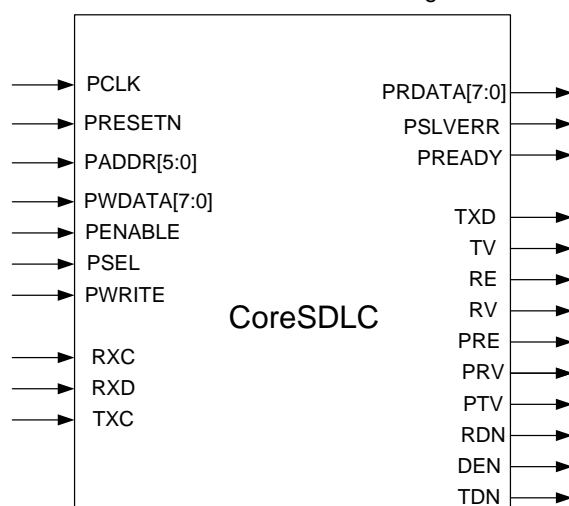 PCLK
PRESETN
PADDR[5:0]
PWDATA[7:0]
PENABLE
PSEL
PWRITE
RXC
RXD
TXC
CoreSDLC
PRDATA[7:0]
PSLVERR
PREADY
TXD
TV
RE
RV
PRE
PRV
PTV
RDN
DEN
TDN